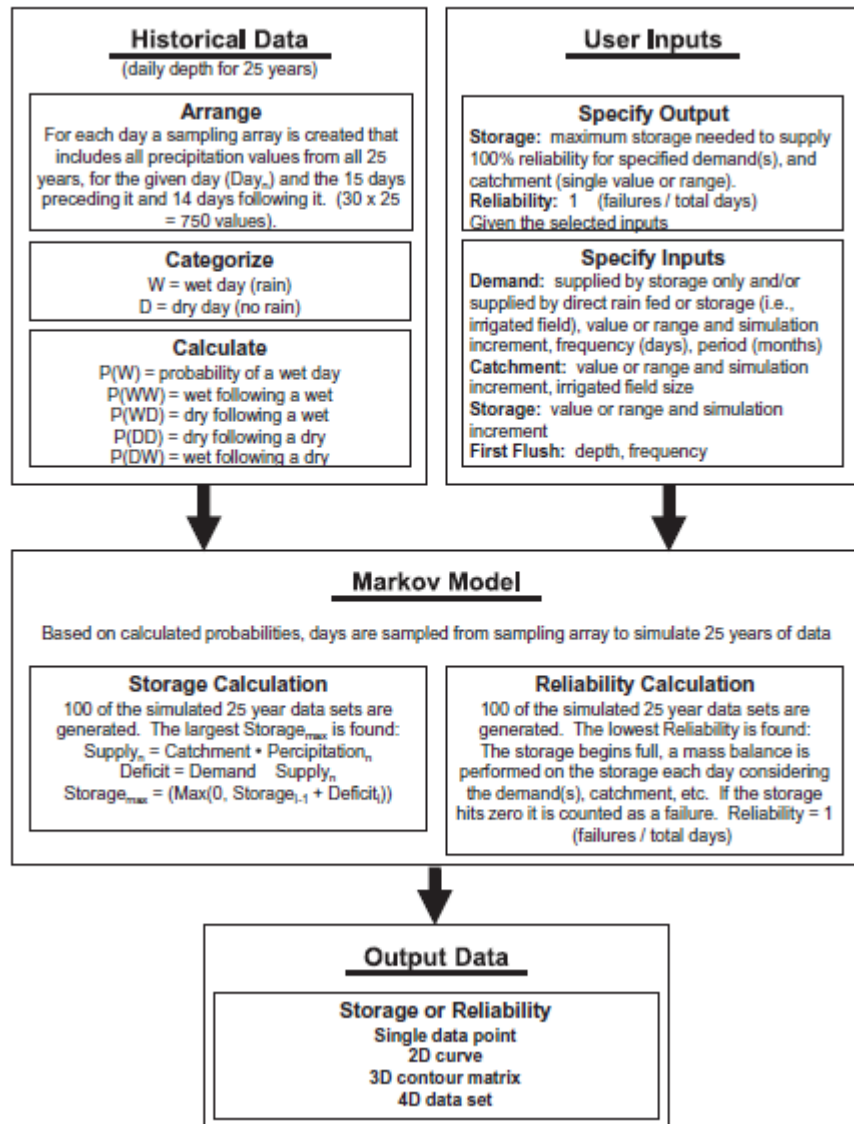 Historical Data
(daily depth for 25 years)
Arrange
For each day a sampling array is created that
includes all precipitation values from all 25
years, for the given day (Dayₙ) and the 15 days
preceding it and 14 days following it. (30 x 25
= 750 values).
Categorize
W = wet day (rain)
D = dry day (no rain)
Calculate
P(W) = probability of a wet day
P(WW) = wet following a wet
P(WD) = dry following a wet
P(DD) = dry following a dry
P(DW) = wet following a dry
User Inputs
Specify Output
Storage: maximum storage needed to supply
100% reliability for specified demand(s), and
catchment (single value or range).
Reliability: 1 (failures / total days)
Given the selected inputs
Specify Inputs
Demand: supplied by storage only and/or
supplied by direct rain fed or storage (i.e.,
irrigated field), value or range and simulation
increment, frequency (days), period (months)
Catchment: value or range and simulation
increment, irrigated field size
Storage: value or range and simulation
increment
First Flush: depth, frequency
Markov Model
Based on calculated probabilities, days are sampled from sampling array to simulate 25 years of data
Storage Calculation
100 of the simulated 25 year data sets are
generated. The largest Storageₘₐₓ is found:
Supplyₙ = Catchment • Percipitationₙ
Deficit = Demand Supplyₙ
Storageₘₐₓ = (Max(0, Storageᵢ₋₁ + Deficitᵢ))
Reliability Calculation
100 of the simulated 25 year data sets are
generated. The lowest Reliability is found:
The storage begins full, a mass balance is
performed on the storage each day considering
the demand(s), catchment, etc. If the storage
hits zero it is counted as a failure. Reliability = 1
(failures / total days)
Output Data
Storage or Reliability
Single data point
2D curve
3D contour matrix
4D data set